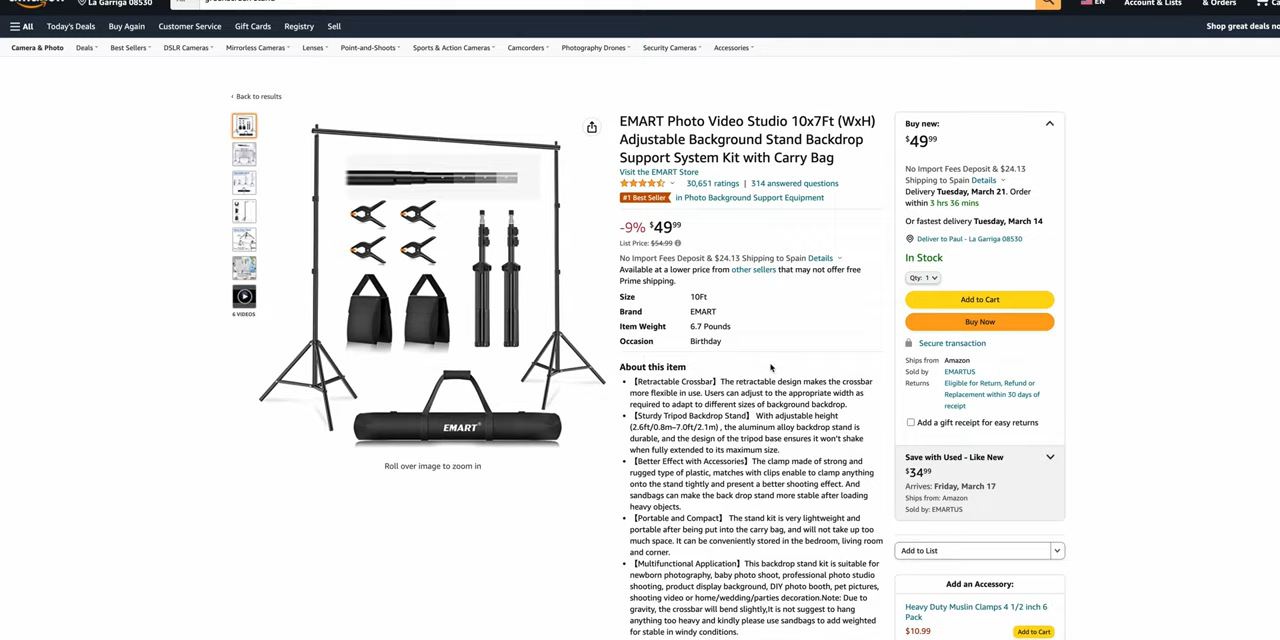 La Garriga 08530
EN
Account & Lists
& Orders
All
Today's Deals
Buy Again
Customer Service
Gift Cards
Registry
Sell
Shop great deals no
Camera & Photo
Deals
Best Sellers
DSLR Cameras
Mirrorless Cameras
Lenses
Point-and-Shoots
Sports & Action Cameras
Camcorders
Photography Drones
Security Cameras
Accessories
‹ Back to results
6 VIDEOS
EMART
Roll over image to zoom in
EMART Photo Video Studio 10x7Ft (WxH)
Adjustable Background Stand Backdrop
Support System Kit with Carry Bag
Visit the EMART Store
30,651 ratings | 314 answered questions
#1 Best Seller in Photo Background Support Equipment
-9% $4999
List Price: $54.99
No Import Fees Deposit & $24.13 Shipping to Spain Details
Available at a lower price from other sellers that may not offer free
Prime shipping.
Size 10Ft
Brand EMART
Item Weight 6.7 Pounds
Occasion Birthday
About this item
• 【Retractable Crossbar】The retractable design makes the crossbar
more flexible in use. Users can adjust to the appropriate width as
required to adapt to different sizes of background backdrop.
• 【Sturdy Tripod Backdrop Stand】 With adjustable height
(2.6ft/0.8m~7.0ft/2.1m) , the aluminum alloy backdrop stand is
durable, and the design of the tripod base ensures it won't shake
when fully extended to its maximum size.
• 【Better Effect with Accessories】The clamp made of strong and
rugged type of plastic, matches with clips enable to clamp anything
onto the stand tightly and present a better shooting effect. And
sandbags can make the back drop stand more stable after loading
heavy objects.
• 【Portable and Compact】 The stand kit is very lightweight and
portable after being put into the carry bag, and will not take up too
much space. It can be conveniently stored in the bedroom, living room
and corner.
• 【Multifunctional Application】This backdrop stand kit is suitable for
newborn photography, baby photo shoot, professional photo studio
shooting, product display background, DIY photo booth, pet pictures,
shooting video or home/wedding/parties decoration.Note: Due to
gravity, the crossbar will bend slightly,It is not suggest to hang
anything too heavy and kindly please use sandbags to add weighted
for stable in windy conditions.
Buy new:
$4999
No Import Fees Deposit & $24.13
Shipping to Spain Details
Delivery Tuesday, March 21. Order
within 3 hrs 36 mins
Or fastest delivery Tuesday, March 14
Deliver to Paul - La Garriga 08530
In Stock
Qty: 1
Add to Cart
Buy Now
Secure transaction
Ships from Amazon
Sold by EMARTUS
Returns Eligible for Return, Refund or
Replacement within 30 days of
receipt
Add a gift receipt for easy returns
Save with Used - Like New
$3499
Arrives: Friday, March 17
Ships from: Amazon
Sold by: EMARTUS
Add to List
Add an Accessory:
Heavy Duty Muslin Clamps 4 1/2 inch 6
Pack
$10.99
Add to Cart